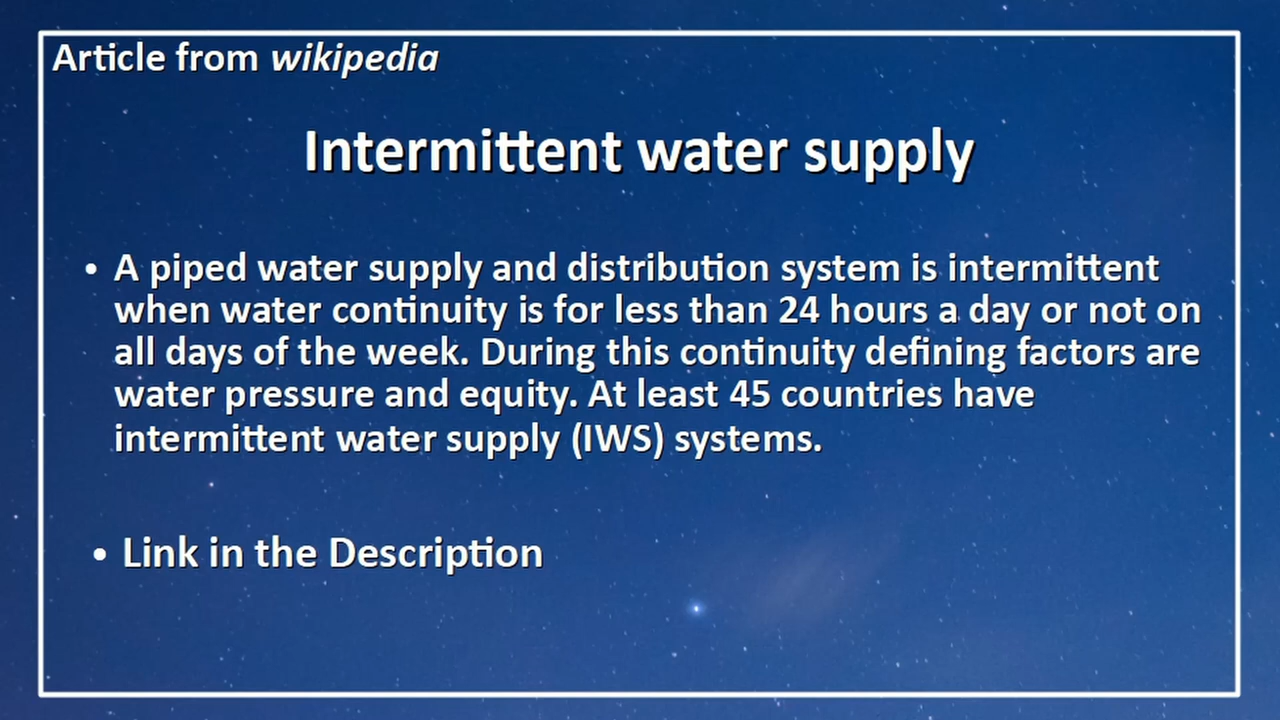 Article from wikipedia
Intermittent water supply
• A piped water supply and distribution system is intermittent
when water continuity is for less than 24 hours a day or not on
all days of the week. During this continuity defining factors are
water pressure and equity. At least 45 countries have
intermittent water supply (IWS) systems.
• Link in the Description